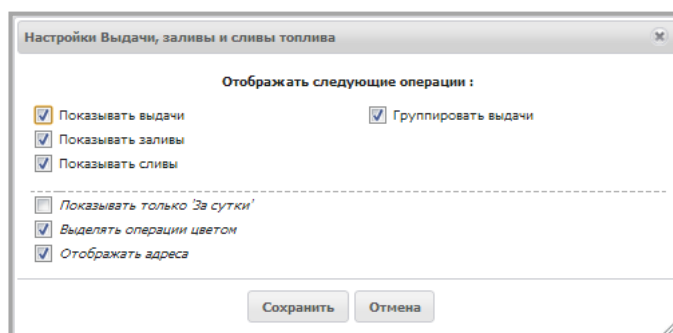 Настройки Выдачи, заливы и сливы топлива
Отображать следующие операции :
Показывать выдачи
Группировать выдачи
Показывать заливы
Показывать сливы
Показывать только 'За сутки'
Выделять операции цветом
Отображать адреса
Сохранить
Отмена